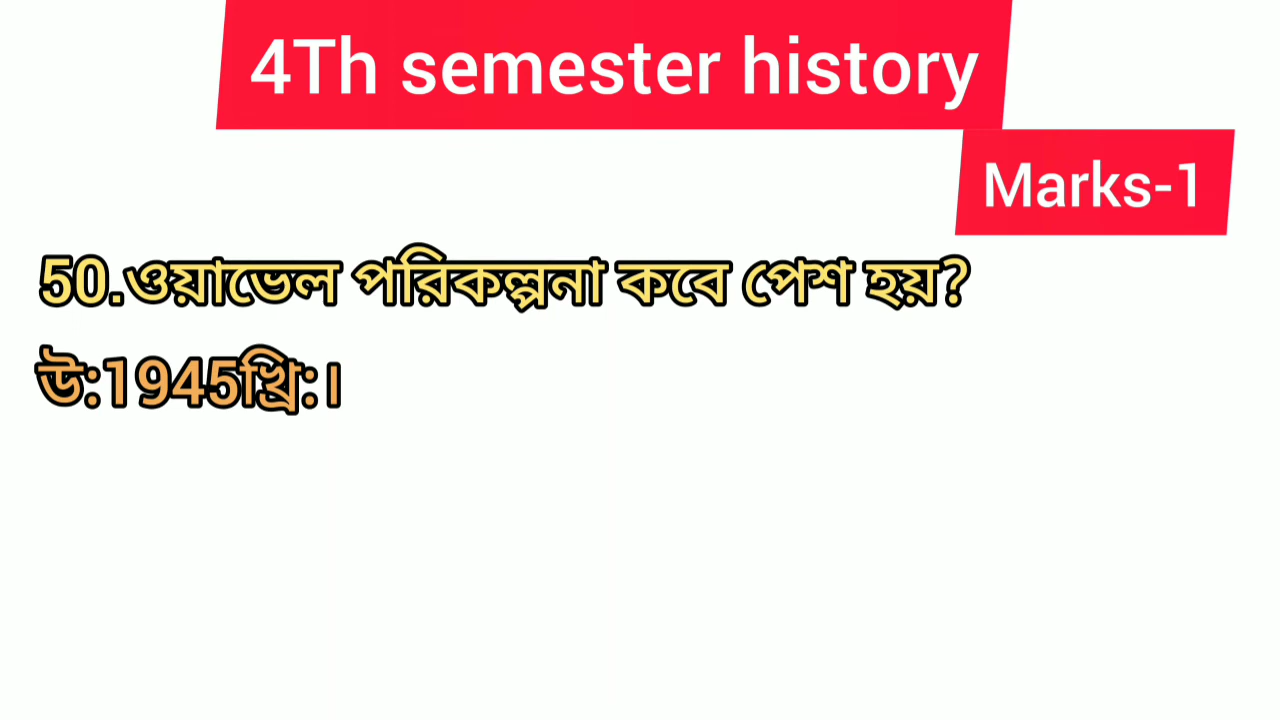 4Th semester history
Marks-1
50.ওয়াভেল পরিকল্পনা কবে পেশ হয়?
উ:1945খ্রি:।